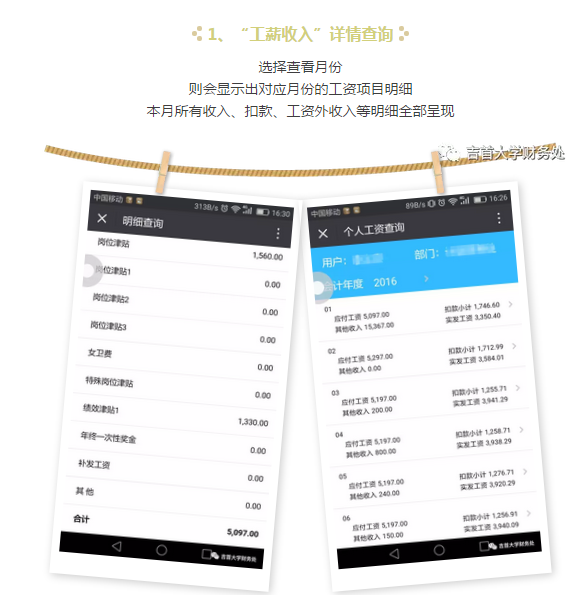 1、“工薪收入”详情查询
选择查看月份
则会显示出对应月份的工资项目明细
本月所有收入、扣款、工资外收入等明细全部呈现
吉首大学财务处
中国移动
313B/s
16:30
明细查询
岗位津贴 1,560.00
岗位津贴1 0.00
岗位津贴2 0.00
岗位津贴3 0.00
女卫费 0.00
特殊岗位津贴 0.00
绩效津贴1 1,330.00
年终一次性奖金 0.00
补发工资 0.00
其 他 0.00
合计 5,097.00
吉首大学财务处
中国移动
89B/s
16:26
个人工资查询
用户： 部门：
计年度 2016
01
应付工资 5,097.00 扣款小计 1,746.60
其他收入 15,367.00 实发工资 3,350.40
02
应付工资 5,297.00 扣款小计 1,712.99
其他收入 0.00 实发工资 3,584.01
03
应付工资 5,197.00 扣款小计 1,255.71
其他收入 200.00 实发工资 3,941.29
04
应付工资 5,197.00 扣款小计 1,258.71
其他收入 800.00 实发工资 3,938.29
05
应付工资 5,197.00 扣款小计 1,276.71
其他收入 240.00 实发工资 3,920.29
06
应付工资 5,197.00 扣款小计 1,256.91
其他收入 150.00 实发工资 3,940.09
吉首大学财务处